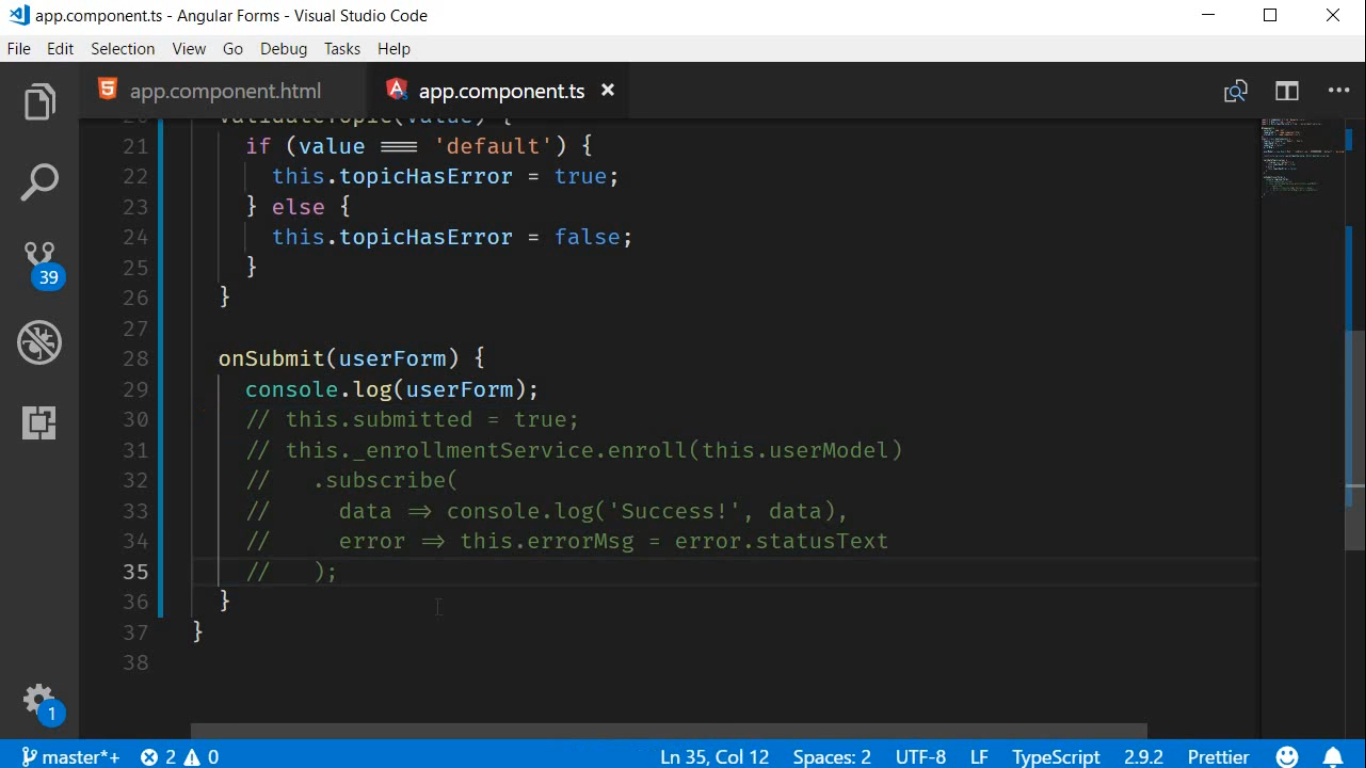 app.component.ts - Angular Forms - Visual Studio Code
File Edit Selection View Go Debug Tasks Help
app.component.html app.component.ts
20 validateTopic(value) {
21 if (value === 'default') {
22 this.topicHasError = true;
23 } else {
24 this.topicHasError = false;
25 }
26 }
27
28 onSubmit(userForm) {
29 console.log(userForm);
30 // this.submitted = true;
31 // this._enrollmentService.enroll(this.userModel)
32 // .subscribe(
33 // data => console.log('Success!', data),
34 // error => this.errorMsg = error.statusText
35 // );
36 }
37 }
38
39
1
master*+ 2 0 Ln 35, Col 12 Spaces: 2 UTF-8 LF TypeScript 2.9.2 Prettier